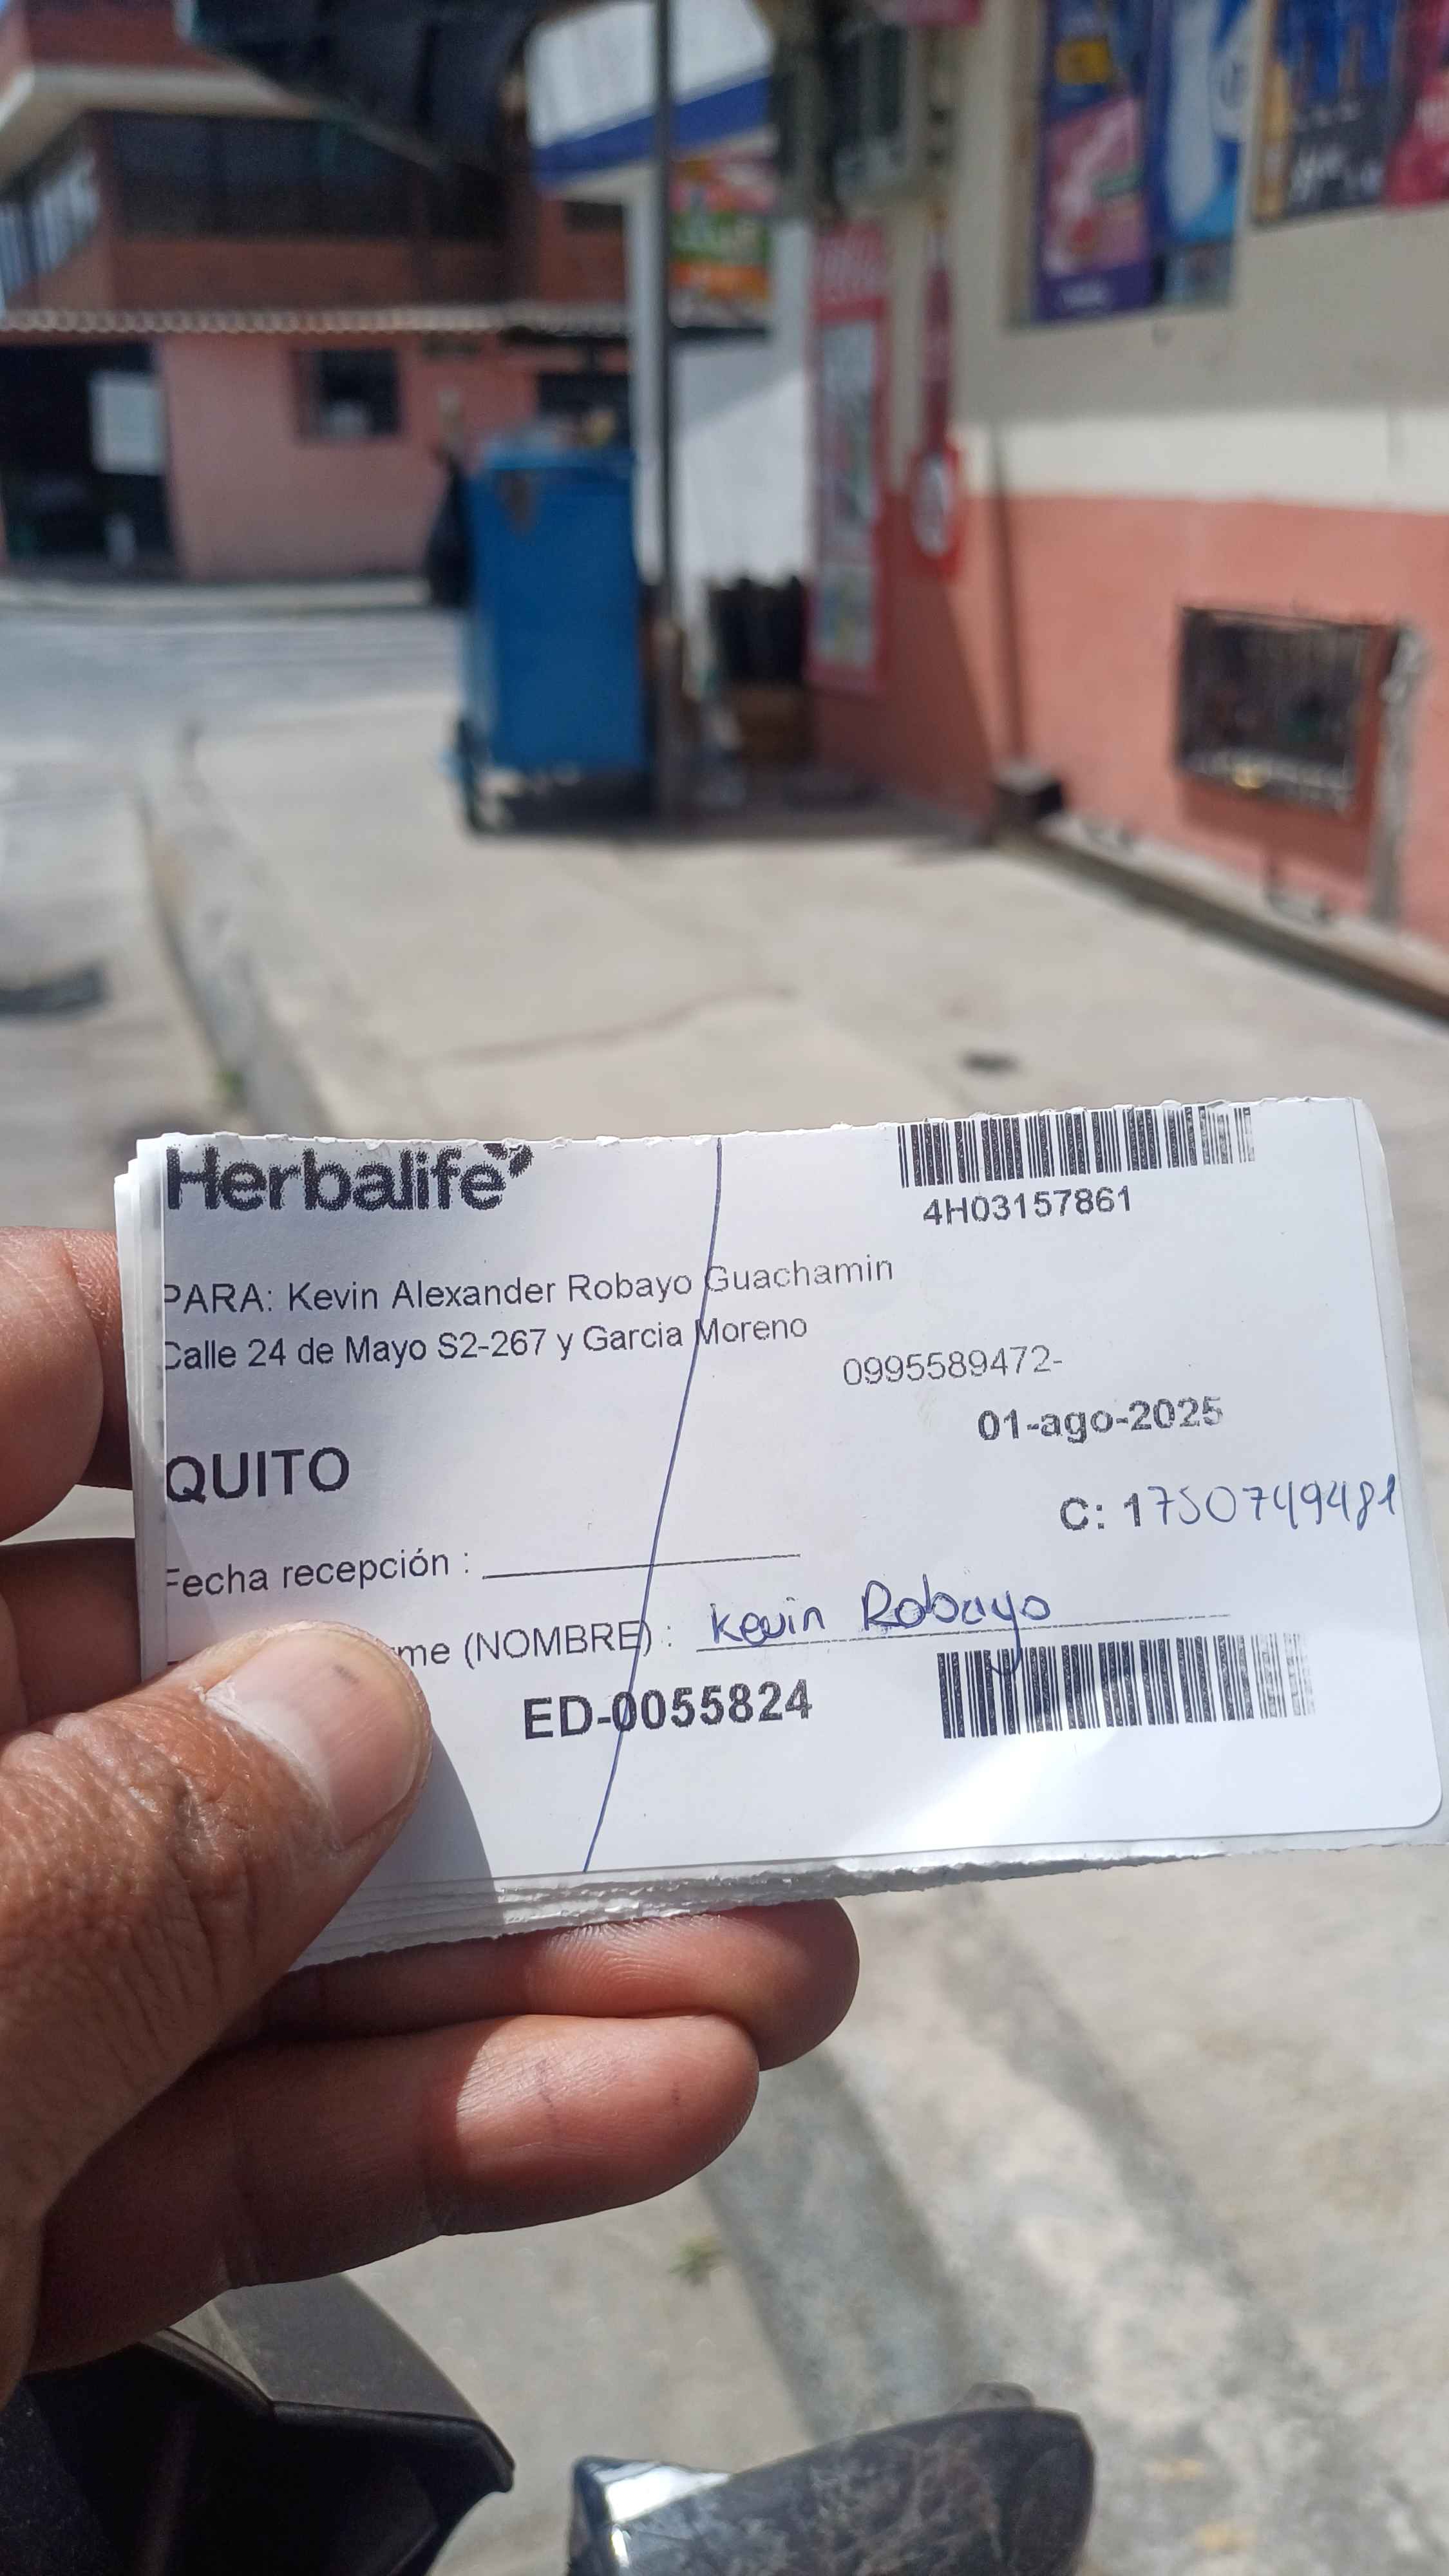 Herbalife
4H03157861
PARA: Kevin Alexander Robayo Guachamin
Calle 24 de Mayo S2-267 y Garcia Moreno
0995589472-
01-ago-2025
QUITO
C: 1750749481
Fecha recepción :
me (NOMBRE) : Kevin Robayo
ED-0055824